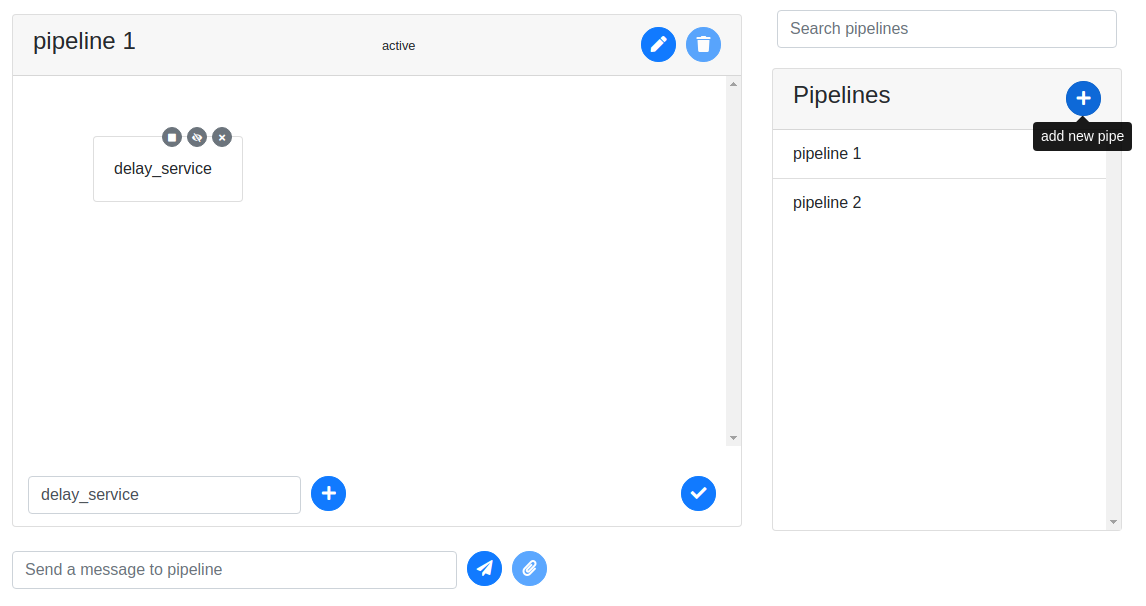 pipeline 1
active
delay_service
delay_service
Send a message to pipeline
Search pipelines
Pipelines
add new pipe
pipeline 1
pipeline 2